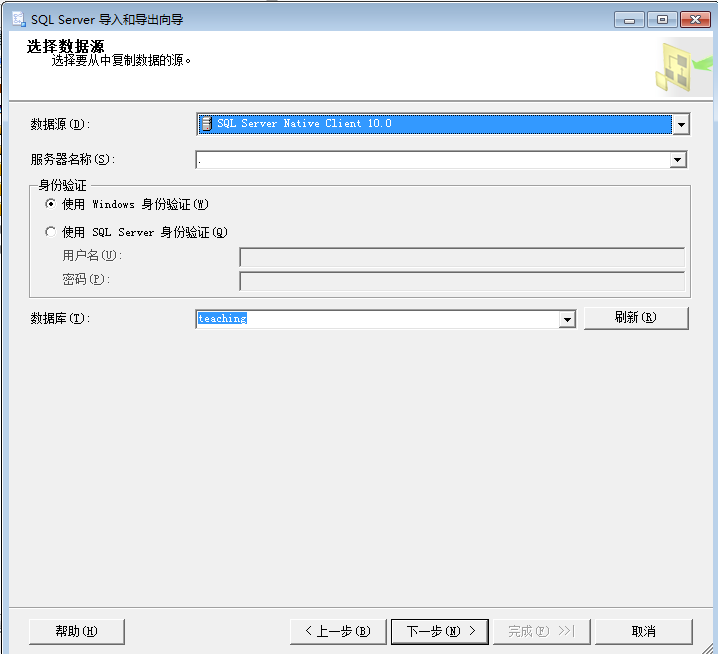 SQL Server 导入和导出向导
选择数据源
选择要从中复制数据的源。
数据源(D):
SQL Server Native Client 10.0
服务器名称(S):
.
身份验证
使用 Windows 身份验证(W)
使用 SQL Server 身份验证(Q)
用户名(U):
密码(P):
数据库(T):
teaching
刷新(R)
帮助(H)
< 上一步(B)
下一步(N) >
完成(F) >>|
取消